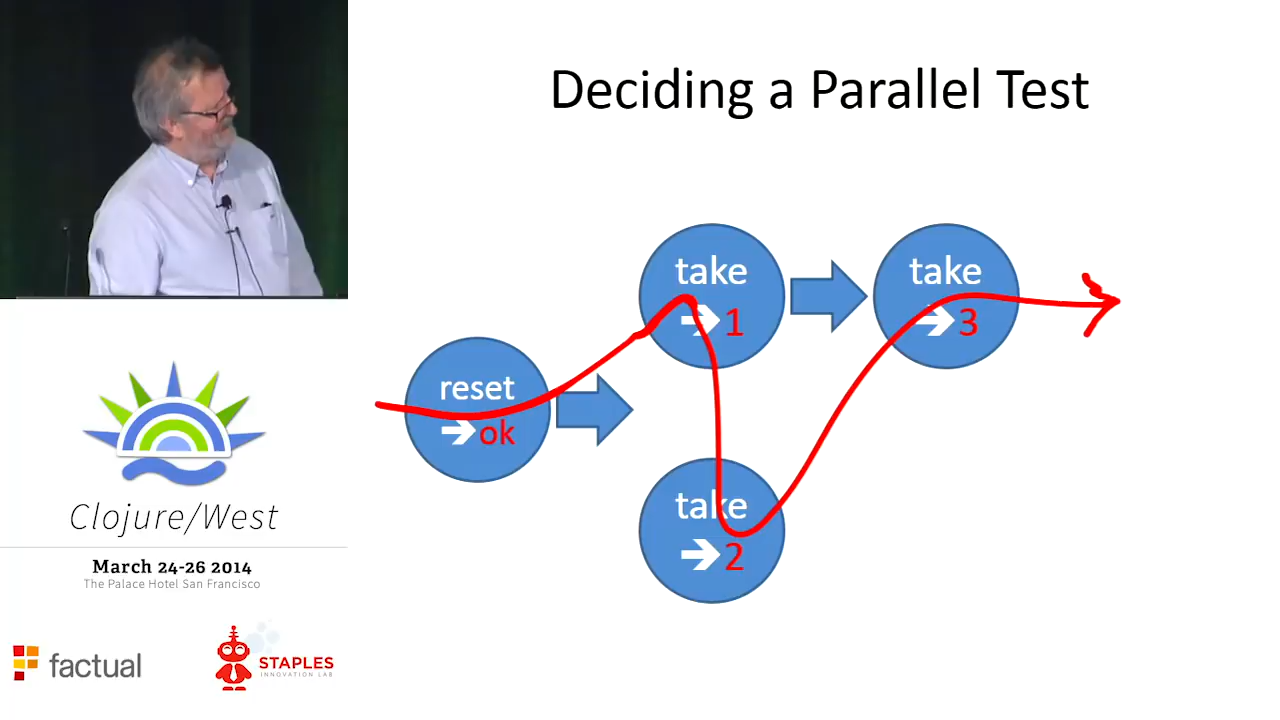 Deciding a Parallel Test
take
➔ 1
take
➔ 3
reset
➔ ok
take
➔ 2
Clojure/West
March 24-26 2014
The Palace Hotel San Francisco
factual
STAPLES
INNOVATION LAB